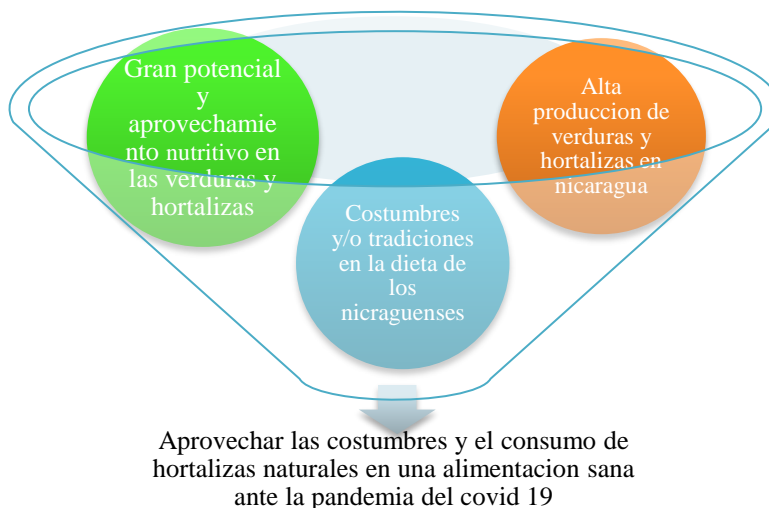 Gran potencial
y
aprovechamie
nto nutritivo en
las verduras y
hortalizas
Alta
produccion de
verduras y
hortalizas en
nicaragua
Costumbres
y/o tradiciones
en la dieta de
los
nicraguenses
Aprovechar las costumbres y el consumo de
hortalizas naturales en una alimentacion sana
ante la pandemia del covid 19